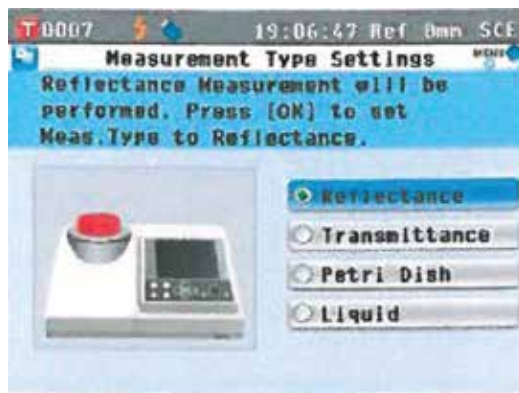 T0007 19:06:47 Ref 8mm SCE
Measurement Type Settings
Reflectance Measurement will be
performed. Press [OK] to set
Meas.Type to Reflectance.
Reflectance
Transmittance
Petri Dish
Liquid